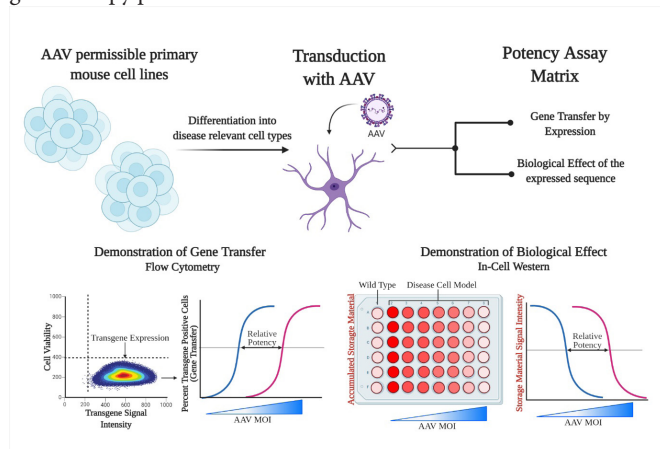 AAV permissible primary
mouse cell lines
Transduction
with AAV
Potency Assay
Matrix
Differentiation into
disease relevant cell types
AAV
Gene Transfer by
Expression
Biological Effect of the
expressed sequence
Demonstration of Gene Transfer
Flow Cytometry
Cell Viability
1000
800
600
400
200
0
Transgene Expression
0 200 400 600 800 1000
Transgene Signal
Intensity
Percent Transgene Positive Cells
(Gene Transfer)
Relative
Potency
AAV MOI
Demonstration of Biological Effect
In-Cell Western
Wild Type
Disease Cell Model
Accumulated Storagte Material
AAV MOI
Storage Material Signal Intensity
Relative
Potency
AAV MOI